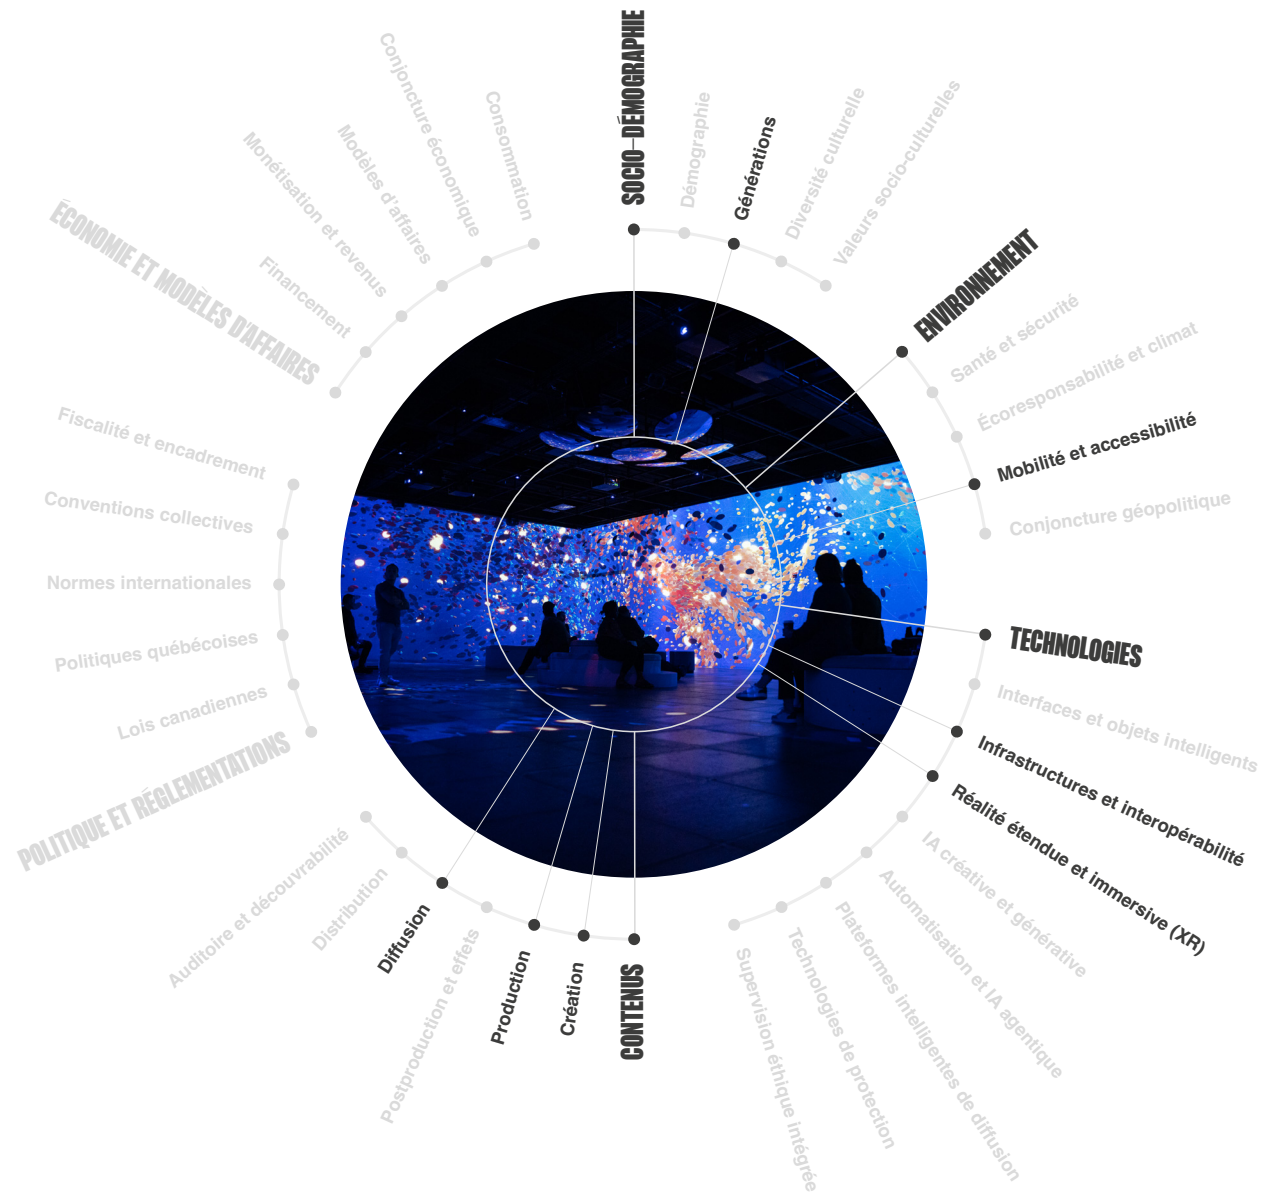 SOCIO-DÉMOGRAPHIE
Démographie
Générations
Diversité culturelle
Valeurs socio-culturelles
ENVIRONNEMENT
Santé et sécurité
Écoresponsabilité et climat
Mobilité et accessibilité
Conjoncture géopolitique
TECHNOLOGIES
Interfaces et objets intelligents
Infrastructures et interopérabilité
Réalité étendue et immersive (XR)
IA créative et générative
Automatisation et IA agentique
Plateformes intelligentes de diffusion
Technologies de protection
Supervision éthique intégrée
CONTENUS
Création
Production
Postproduction et effets
Diffusion
Distribution
Auditoire et découvrabilité
POLITIQUE ET RÉGLEMENTATIONS
Lois canadiennes
Politiques québécoises
Normes internationales
Conventions collectives
Fiscalité et encadrement
ÉCONOMIE ET MODÈLES D'AFFAIRES
Financement
Monétisation et revenus
Modèles d'affaires
Conjoncture économique
Consommation